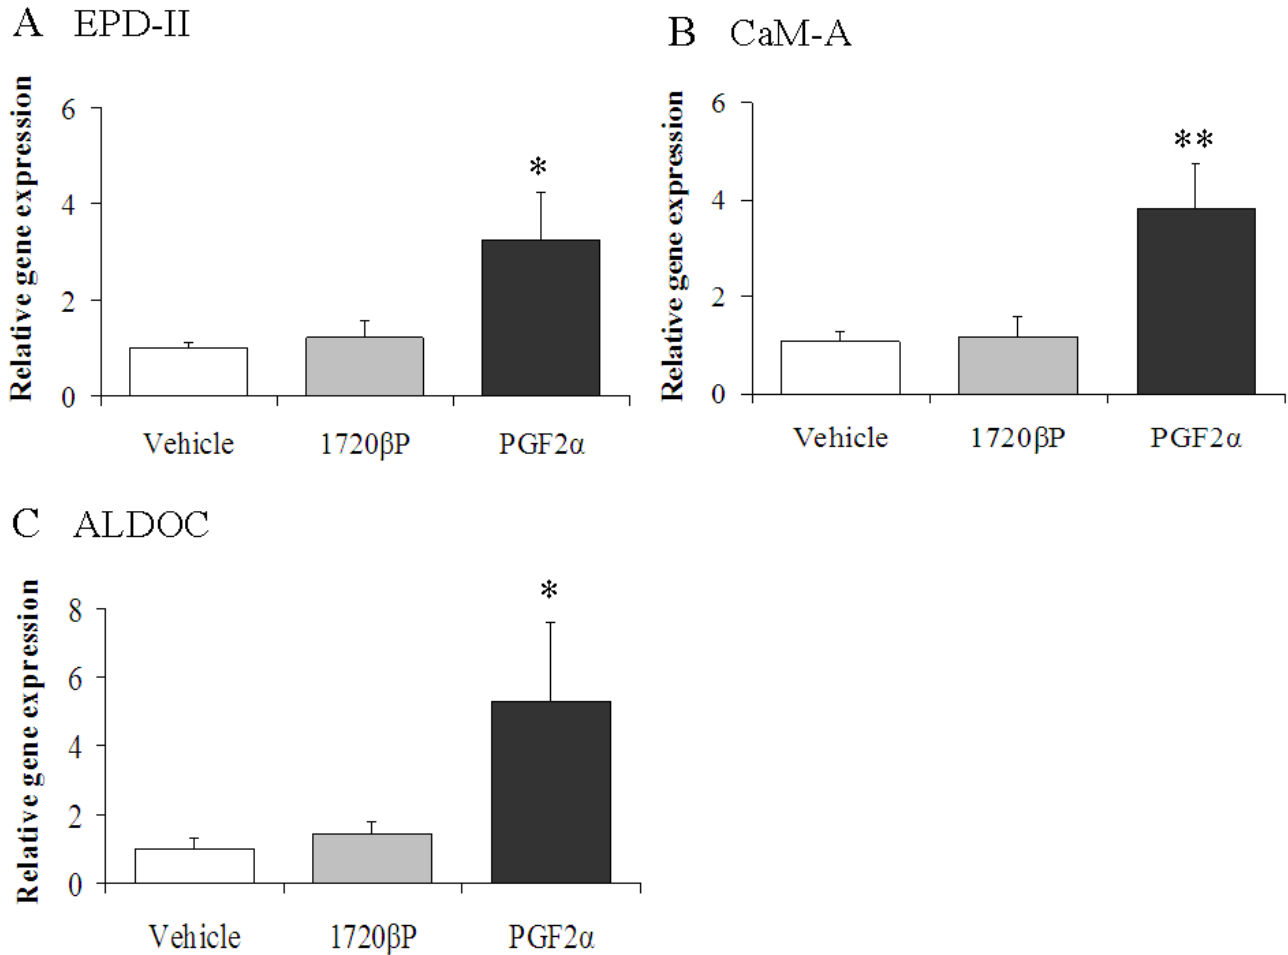 A EPD-II
Relative gene expression
6
4
2
0
*
Vehicle 1720βP PGF2α
B CaM-A
Relative gene expression
6
4
2
0
**
Vehicle 1720βP PGF2α
C ALDOC
Relative gene expression
8
6
4
2
0
*
Vehicle 1720βP PGF2α